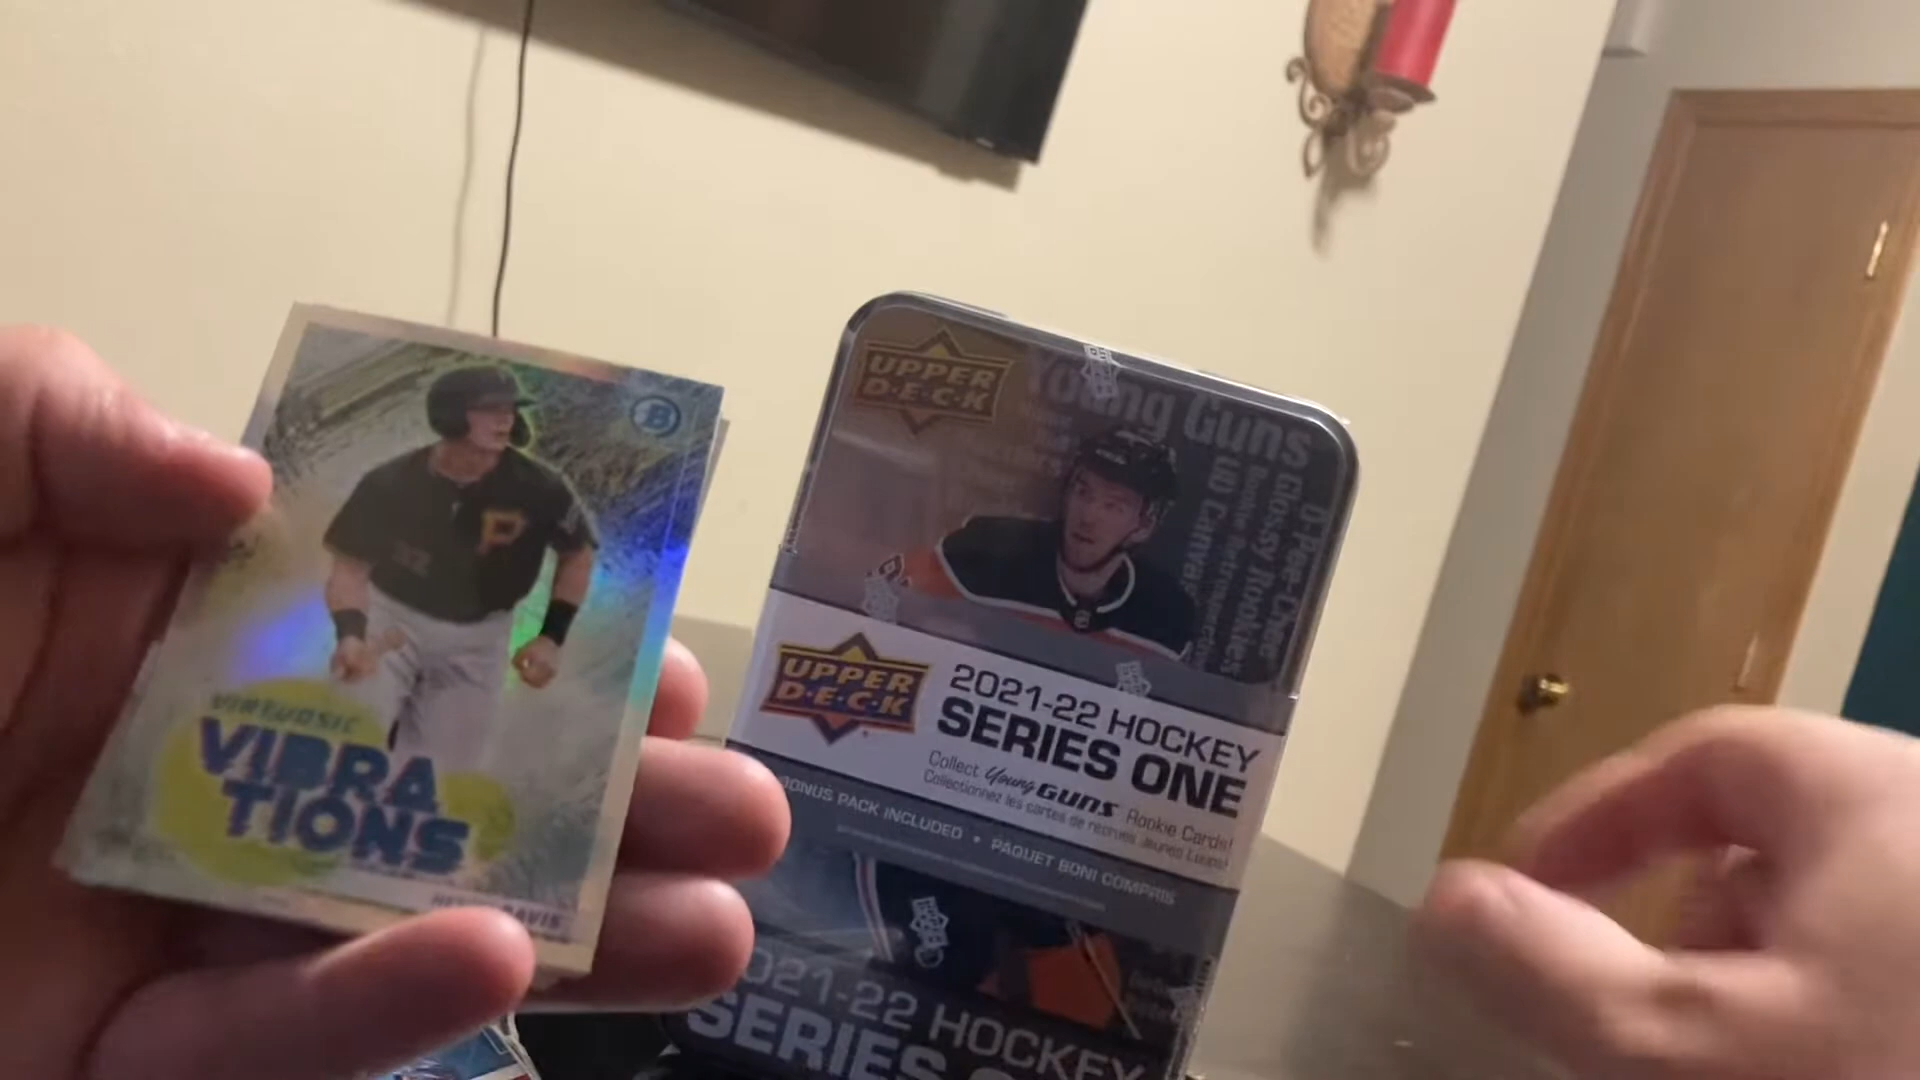 B
P
VIRTUOSIC
VIBRA
TIONS
DAVIS
UPPER
D·E·C·K
Young Guns
UD Canvas
Glossy Rookies
O-Pee-Chee
UPPER
D·E·C·K
2021-22 HOCKEY
SERIES ONE
Collect Young Guns Rookie Cards!
Collectionnez les cartes de recrues Jeunes Loups!
BONUS PACK INCLUDED • PAQUET BONI COMPRIS
2021-22 HOCKEY
SERIES